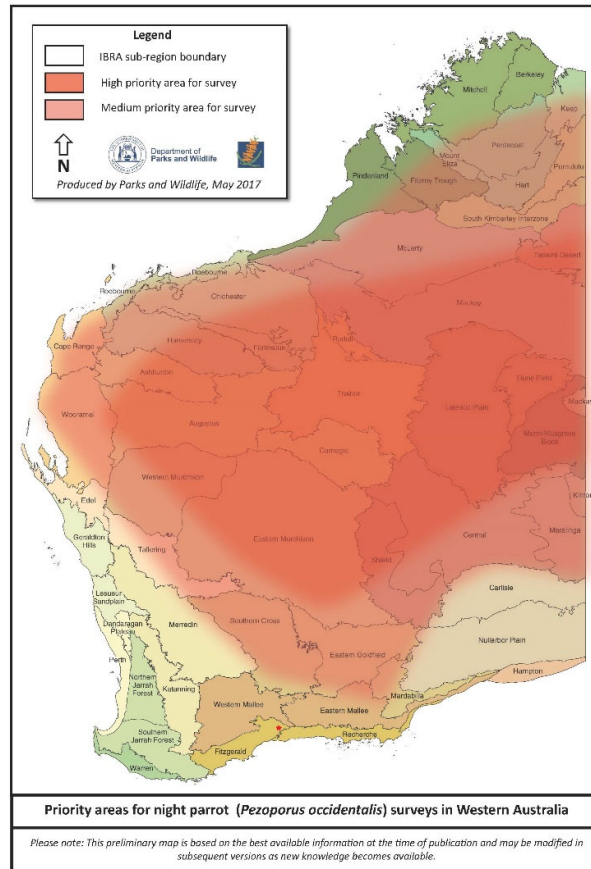 Legend
IBRA sub-region boundary
High priority area for survey
Medium priority area for survey
N
Department of
Parks and Wildlife
Produced by Parks and Wildlife, May 2017
Mitchell
Berkeley
Keep
Pentecost
Mount
Eliza
Purnululu
Pindanland
Fitzroy Trough
Hart
South Kimberley Interzone
McLarty
Tanami Desert
Roebourne
Roebourne
Chichester
Mackay
Cape Range
Hamersley
Fortescue
Rudall
Ashburton
Dune Field
Wooramel
Augustus
Trainor
Lateritic Plain
Mackay
Mann-Musgrave
Block
Carnegie
Western Murchison
Edel
Eastern Murchison
Shield
Central
Maralinga
Geraldton
Hills
Tallering
Carlisle
Lesueur
Sandplain
Southern Cross
Nullarbor Plain
Dandaragan
Plateau
Merredin
Eastern Goldfield
Perth
Hampton
Northern
Jarrah
Forest
Katanning
Mardabilla
Western Mallee
Eastern Mallee
Southern
Jarrah Forest
Recherche
Fitzgerald
Warren
Priority areas for night parrot (Pezoporus occidentalis) surveys in Western Australia
Please note: This preliminary map is based on the best available information at the time of publication and may be modified in
subsequent versions as new knowledge becomes available.